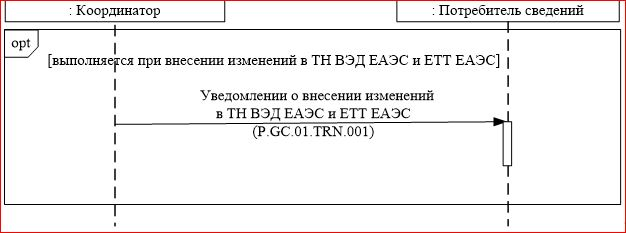 : Координатор
: Потребитель сведений
opt
[выполняется при внесении изменений в ТН ВЭД ЕАЭС и ЕТТ ЕАЭС]
Уведомлении о внесении изменений
в ТН ВЭД ЕАЭС и ЕТТ ЕАЭС
(P.GC.01.TRN.001)